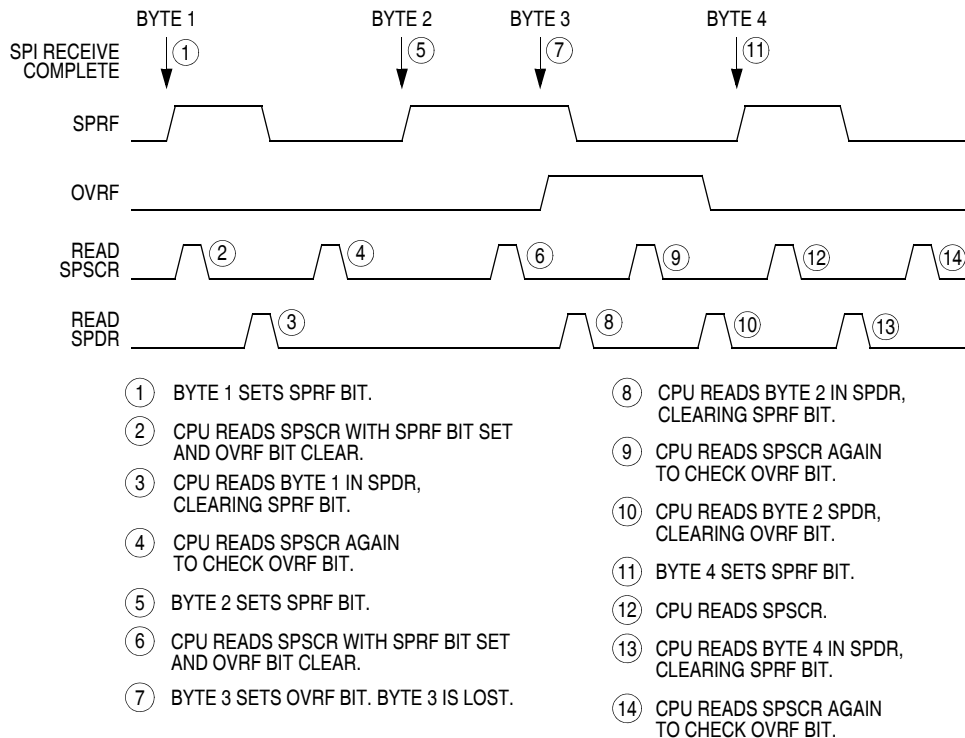 BYTE 1 BYTE 2 BYTE 3 BYTE 4
SPI RECEIVE
COMPLETE
1 5 7 11
SPRF
OVRF
READ
SPSCR
2 4 6 9 12 14
READ
SPDR
3 8 10 13
1 BYTE 1 SETS SPRF BIT.
2 CPU READS SPSCR WITH SPRF BIT SET
AND OVRF BIT CLEAR.
3 CPU READS BYTE 1 IN SPDR,
CLEARING SPRF BIT.
4 CPU READS SPSCR AGAIN
TO CHECK OVRF BIT.
5 BYTE 2 SETS SPRF BIT.
6 CPU READS SPSCR WITH SPRF BIT SET
AND OVRF BIT CLEAR.
7 BYTE 3 SETS OVRF BIT. BYTE 3 IS LOST.
8 CPU READS BYTE 2 IN SPDR,
CLEARING SPRF BIT.
9 CPU READS SPSCR AGAIN
TO CHECK OVRF BIT.
10 CPU READS BYTE 2 SPDR,
CLEARING OVRF BIT.
11 BYTE 4 SETS SPRF BIT.
12 CPU READS SPSCR.
13 CPU READS BYTE 4 IN SPDR,
CLEARING SPRF BIT.
14 CPU READS SPSCR AGAIN
TO CHECK OVRF BIT.